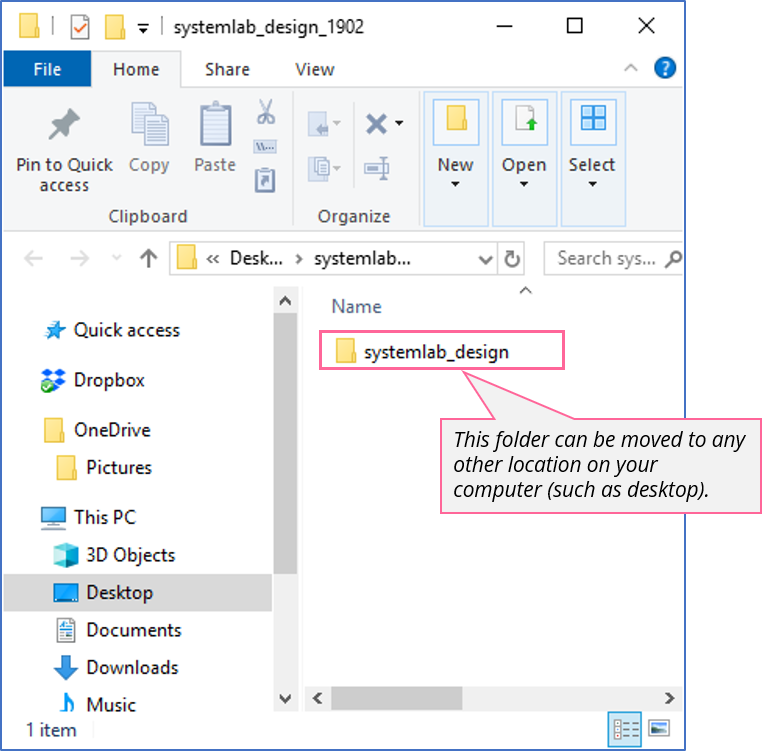 systemlab_design_1902
File Home Share View
Pin to Quick access
Copy
Paste
Clipboard
Organize
New
Open
Select
« Desk... › systemlab...
Search sys...
Name
systemlab_design
This folder can be moved to any
other location on your
computer (such as desktop).
Quick access
Dropbox
OneDrive
Pictures
This PC
3D Objects
Desktop
Documents
Downloads
Music
1 item